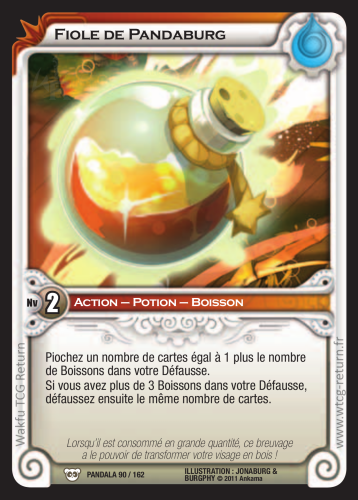 Fiole de Pandaburg
Nv 2 Action – Potion – Boisson
Piochez un nombre de cartes égal à 1 plus le nombre
de Boissons dans votre Défausse.
Si vous avez plus de 3 Boissons dans votre Défausse,
défaussez ensuite le même nombre de cartes.
Wakfu TCG Return
www.wtcg-return.fr
Lorsqu'il est consommé en grande quantité, ce breuvage
a le pouvoir de transformer votre visage en bois !
PANDALA 90 / 162
ILLUSTRATION : JONABURG &
BURGPHY © 2011 Ankama